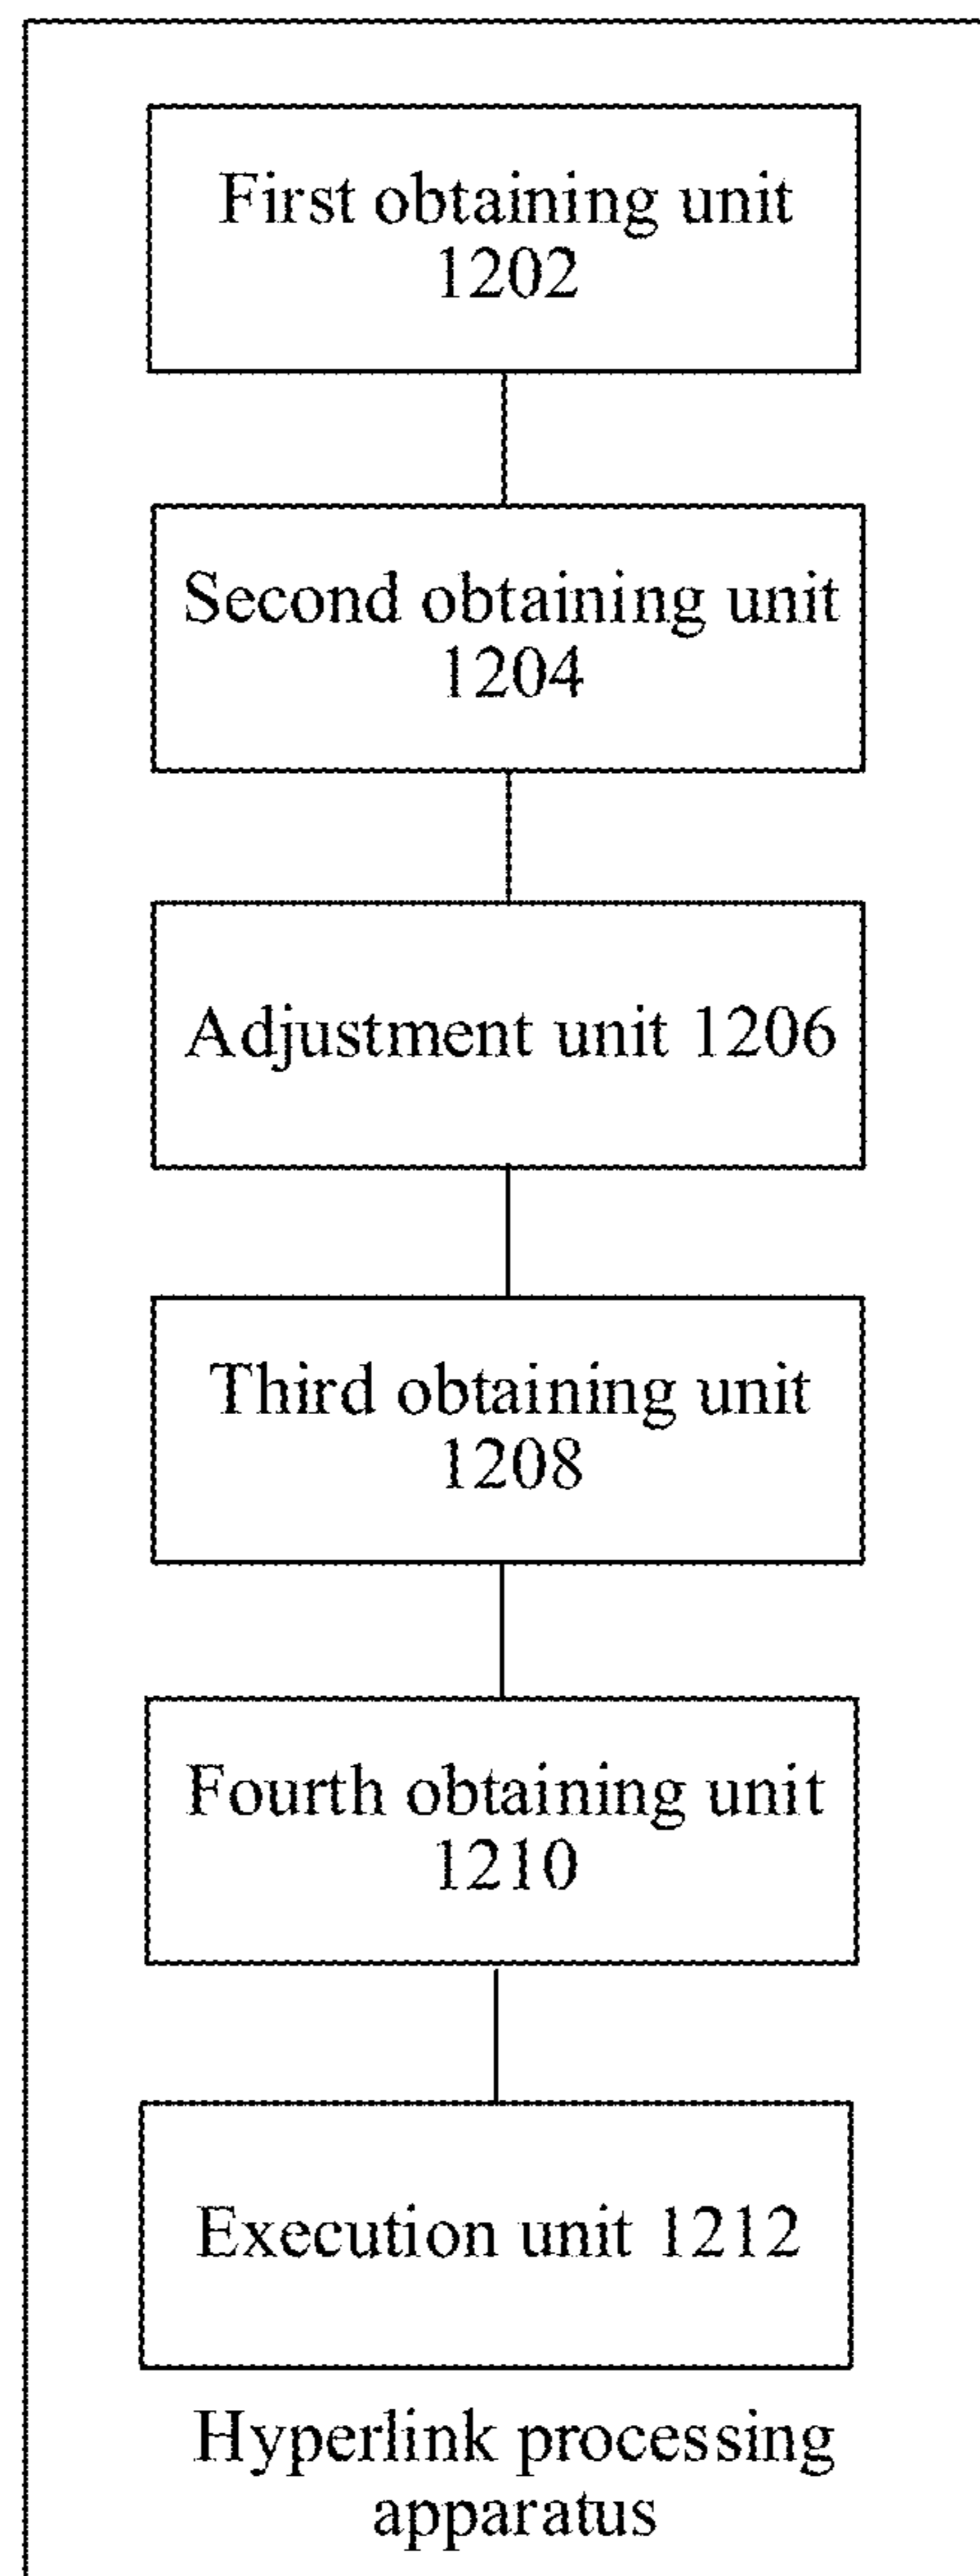 First obtaining unit
1202
Second obtaining unit
1204
Adjustment unit 1206
Third obtaining unit
1208
Fourth obtaining unit
1210
Execution unit 1212
Hyperlink processing
apparatus